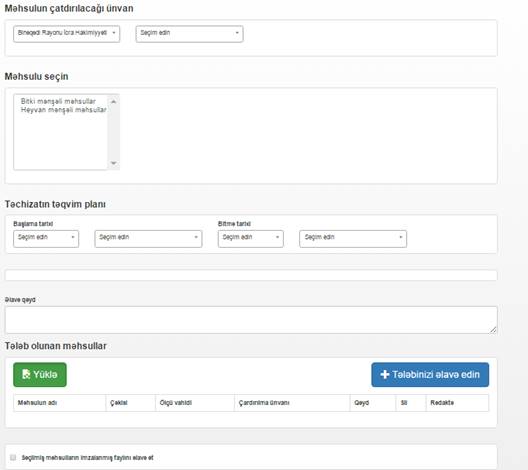 Məhsulun çatdırılacağı ünvan
Binəqədi Rayonu İcra Hakimiyyəti Seçim edin
Məhsulu seçin
Bitki mənşəli məhsullar
Heyvan mənşəli məhsullar
Təchizatın təqvim planı
Başlama tarixi Bitmə tarixi
Seçim edin Seçim edin Seçim edin Seçim edin
Əlavə qeyd
Tələb olunan məhsullar
Yüklə Tələbinizi əlavə edin
Məhsulun adı Çəkisi Ölçü vahidi Çardırılma ünvanı Qeyd Sil Redaktə
Seçilmiş məhsulların imzalanmış faylını əlavə et